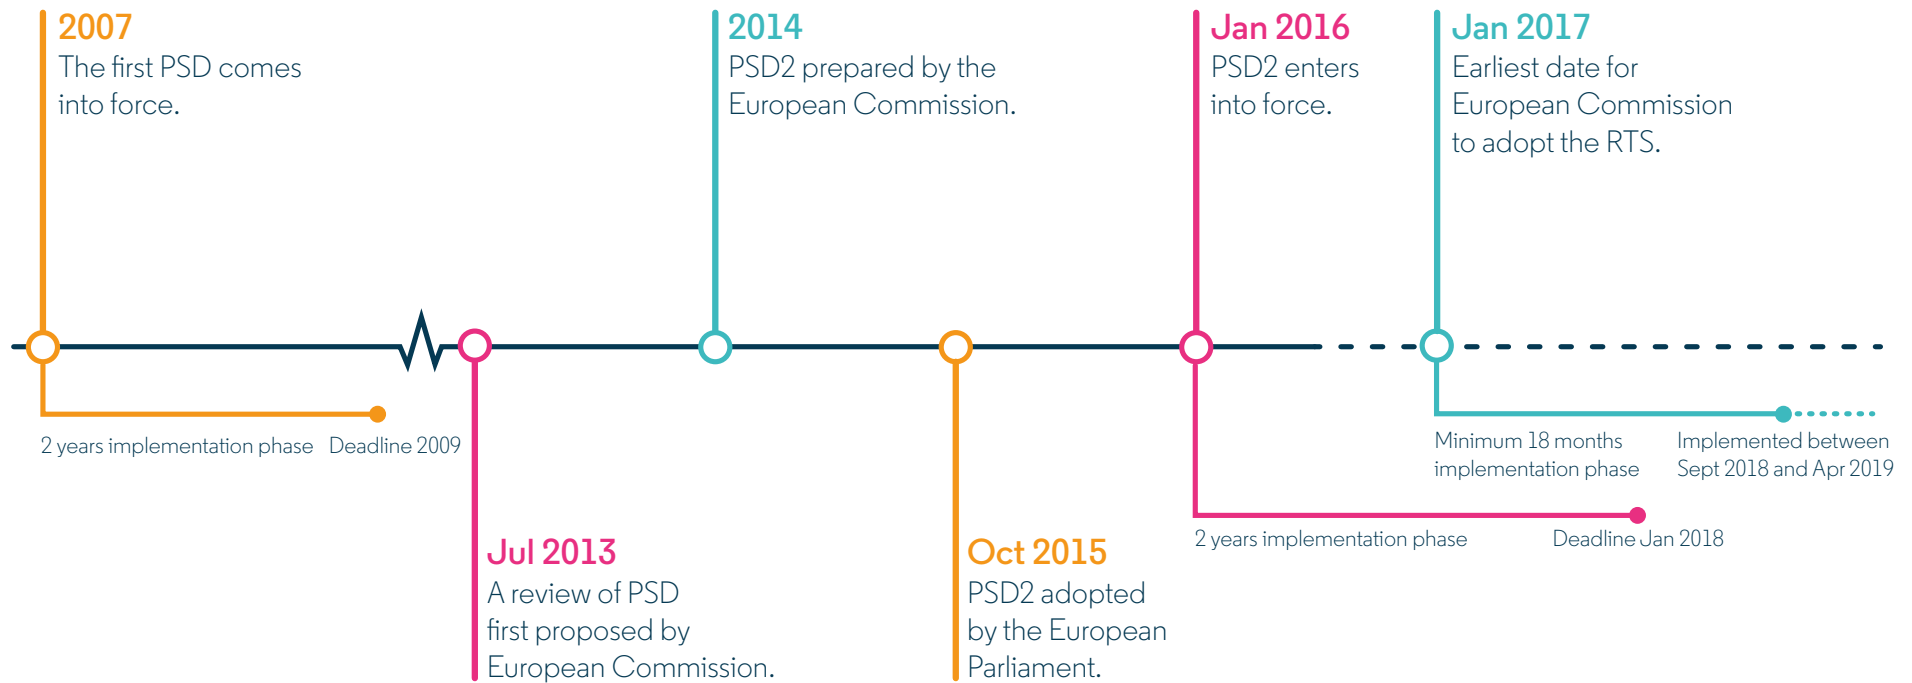 2007
The first PSD comes
into force.
2014
PSD2 prepared by the
European Commission.
Jan 2016
PSD2 enters
into force.
Jan 2017
Earliest date for
European Commission
to adopt the RTS.
2 years implementation phase
Deadline 2009
Minimum 18 months
implementation phase
Implemented between
Sept 2018 and Apr 2019
2 years implementation phase
Deadline Jan 2018
Jul 2013
A review of PSD
first proposed by
European Commission.
Oct 2015
PSD2 adopted
by the European
Parliament.